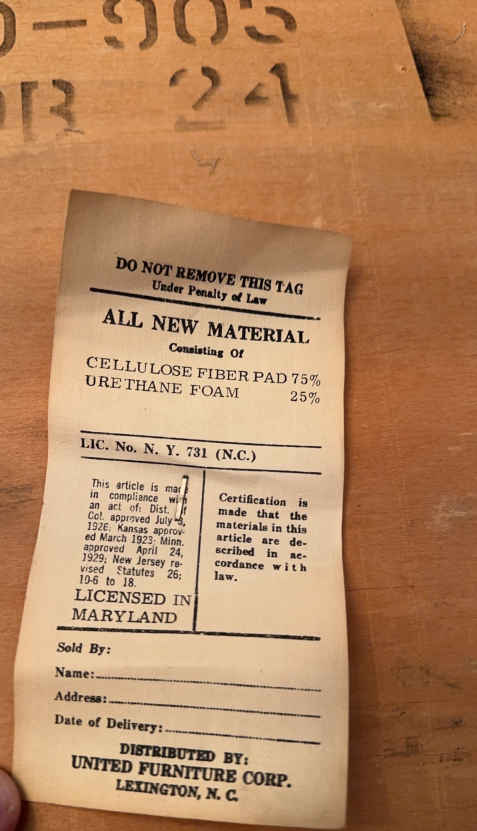 -905
24
DO NOT REMOVE THIS TAG
Under Penalty of Law
ALL NEW MATERIAL
Consisting Of
CELLULOSE FIBER PAD 75%
URETHANE FOAM 25%
LIC. No. N. Y. 731 (N.C.)
This article is made
in compliance with
an act of: Dist. of
Col. approved July
1926; Kansas approv-
ed March 1923; Minn.
approved April 24,
1929; New Jersey re-
vised Statutes 26;
10-6 to 18.
LICENSED IN
MARYLAND
Certification is
made that the
materials in this
article are de-
scribed in ac-
cordance with
law.
Sold By:
Name:
Address:
Date of Delivery:
DISTRIBUTED BY:
UNITED FURNITURE CORP.
LEXINGTON, N. C.